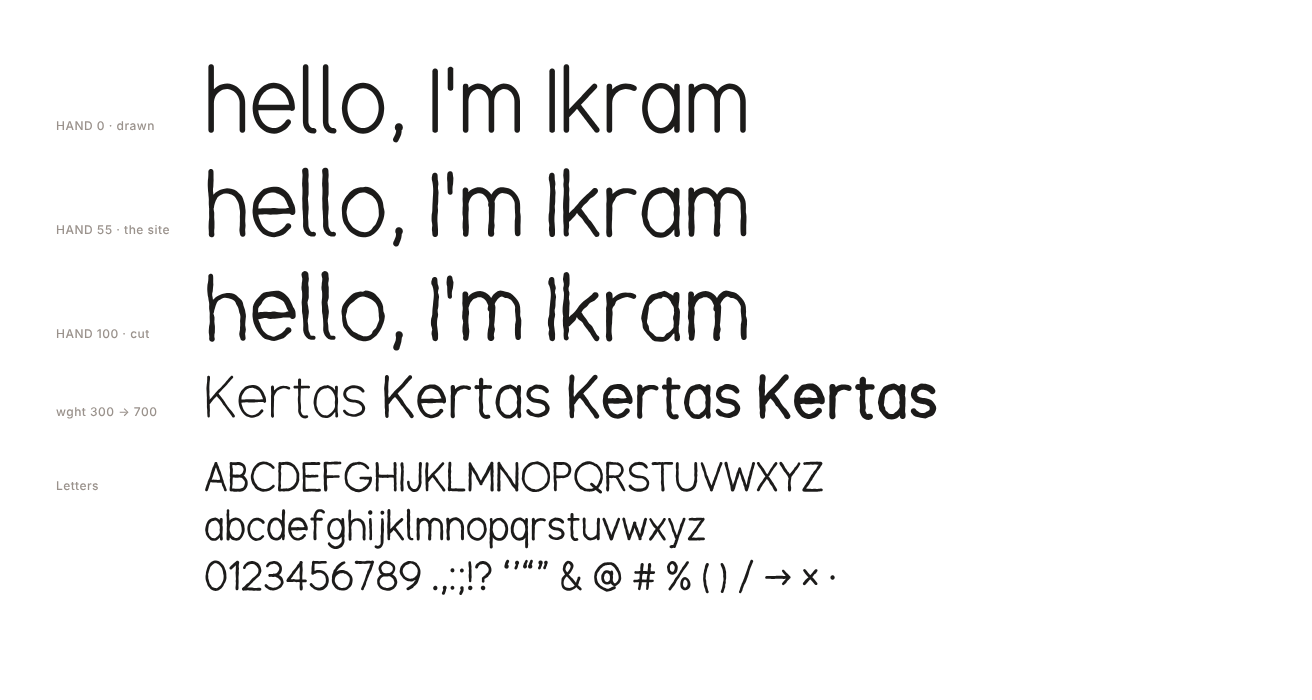 HAND 0 · drawn hello, I'm Ikram
HAND 55 · the site hello, I'm Ikram
HAND 100 · cut hello, I'm Ikram
wght 300 → 700 Kertas Kertas Kertas Kertas
Letters ABCDEFGHIJKLMNOPQRSTUVWXYZ
abcdefghijklmnopqrstuvwxyz
0123456789 .,:;!? ‘’“” & @ # % ( ) / → × ·